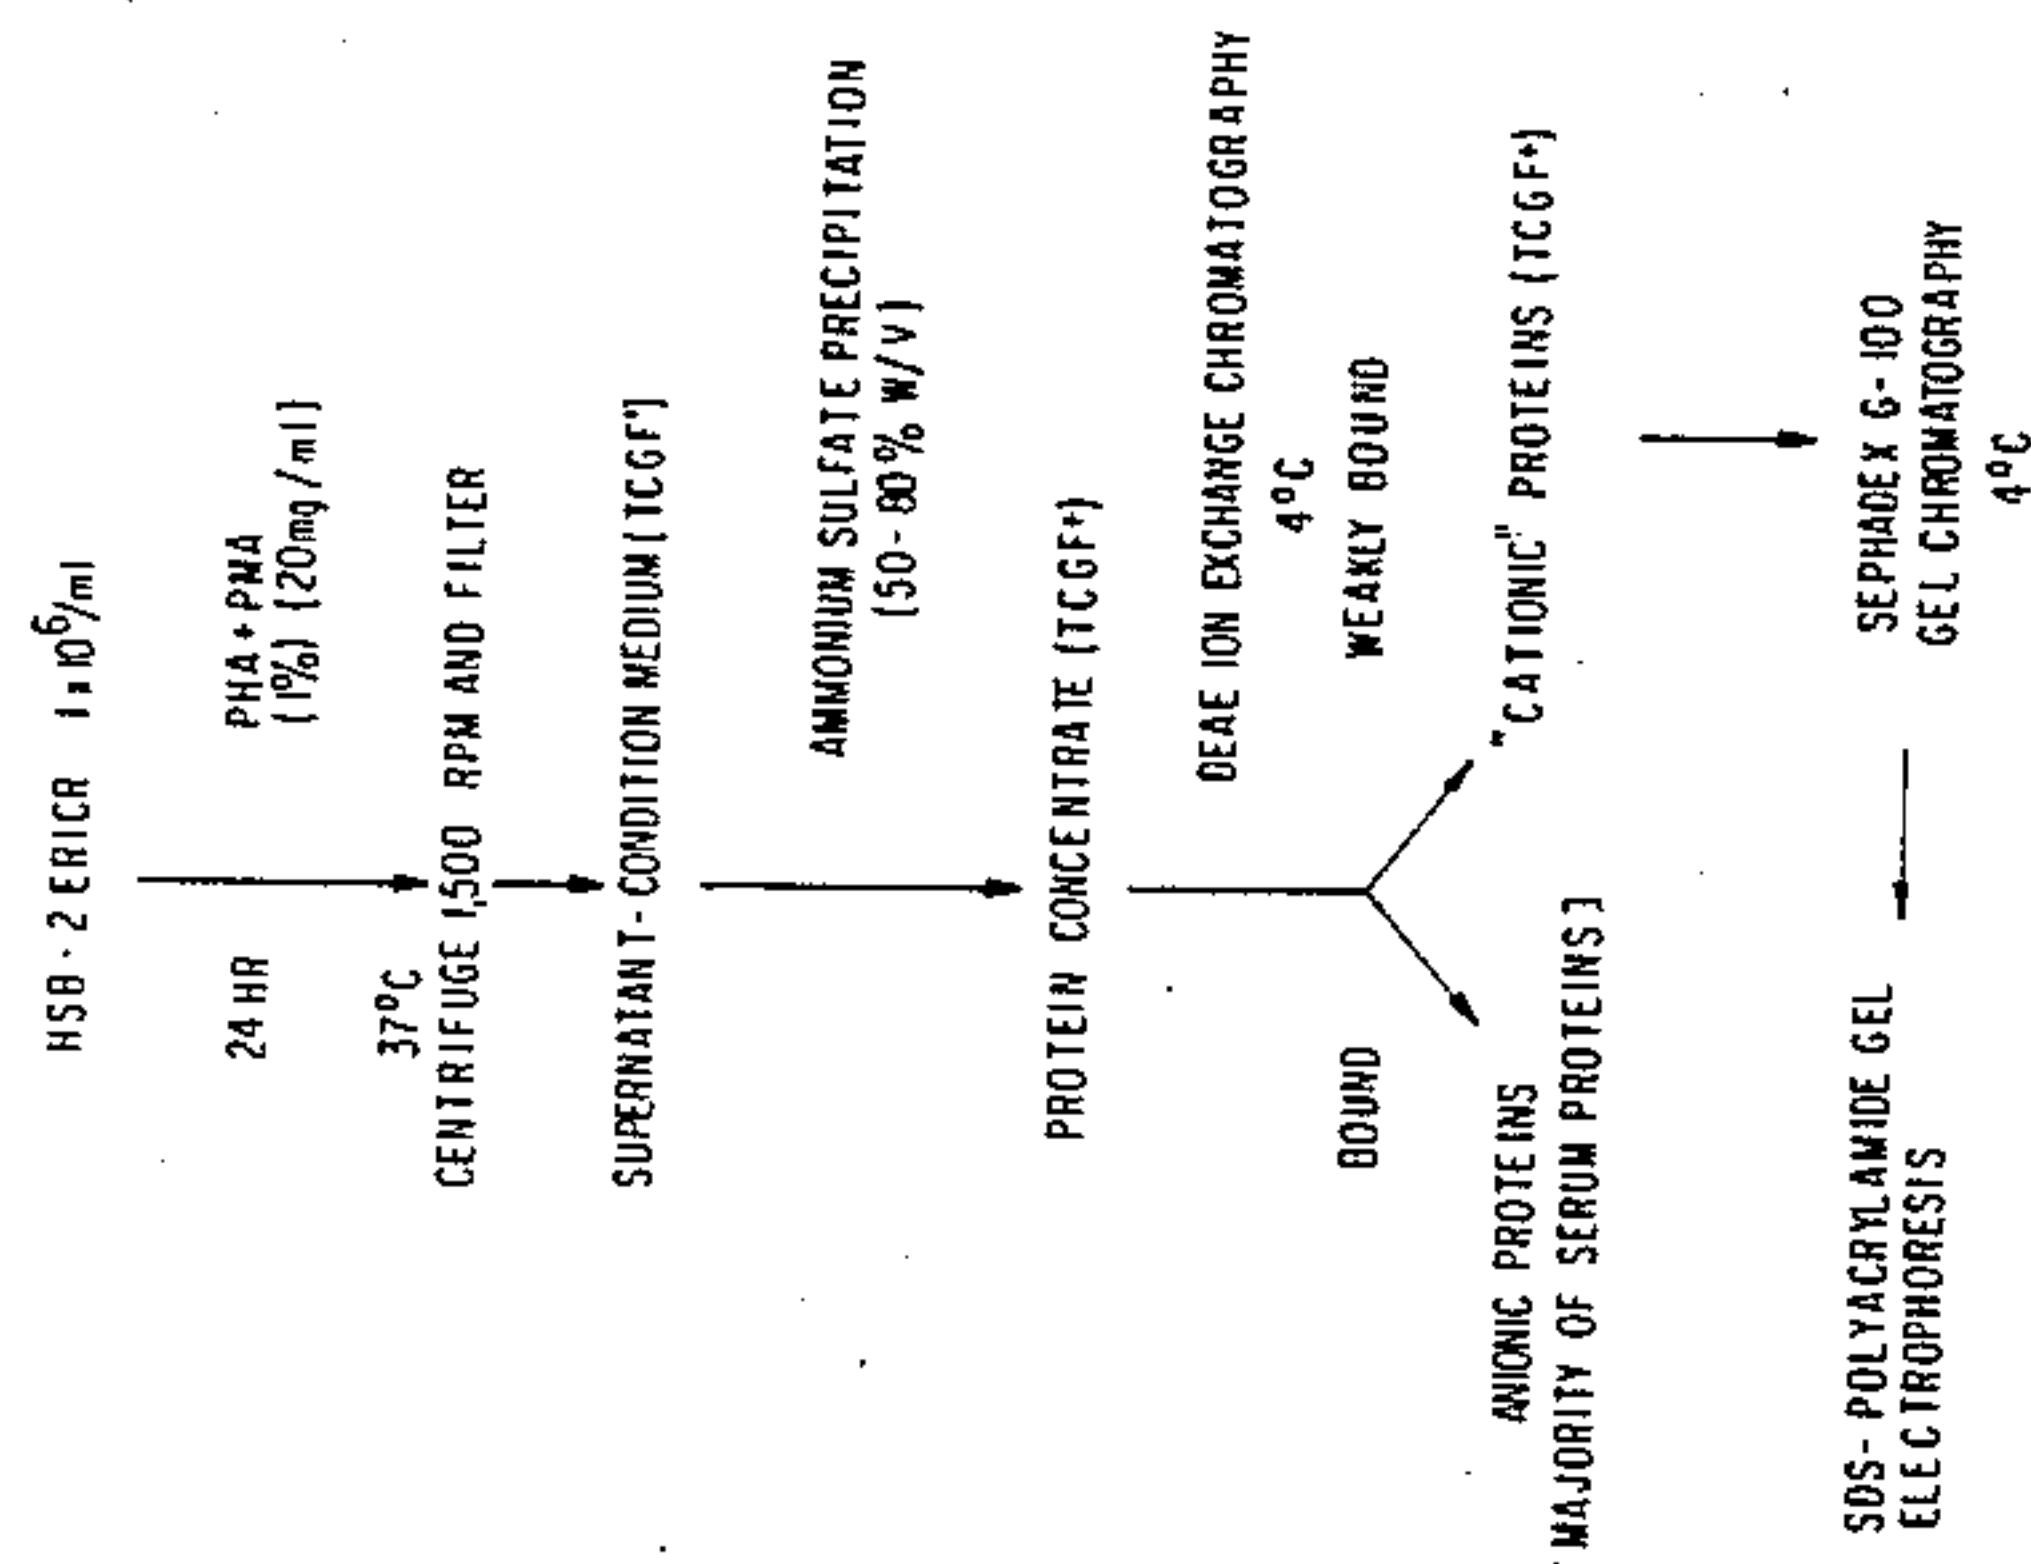 HSB-2 ERICR 1x10⁶/ml
PHA + PMA
24 HR
(1%) (20mg/ml)
37°C
CENTRIFUGE 1,500 RPM AND FILTER
SUPERNATANT-CONDITION MEDIUM (TCGF⁺)
AMMONIUM SULFATE PRECIPITATION
(50-80% W/V)
PROTEIN CONCENTRATE (TCGF+)
DEAE ION EXCHANGE CHROMATOGRAPHY
4°C
BOUND
WEAKLY BOUND
ANIONIC PROTEINS
MAJORITY OF SERUM PROTEINS]
"CATIONIC" PROTEINS (TCGF+)
SEPHADEX G-100
GEL CHROMATOGRAPHY
4°C
SDS-POLYACRYLAMIDE GEL
ELECTROPHORESIS